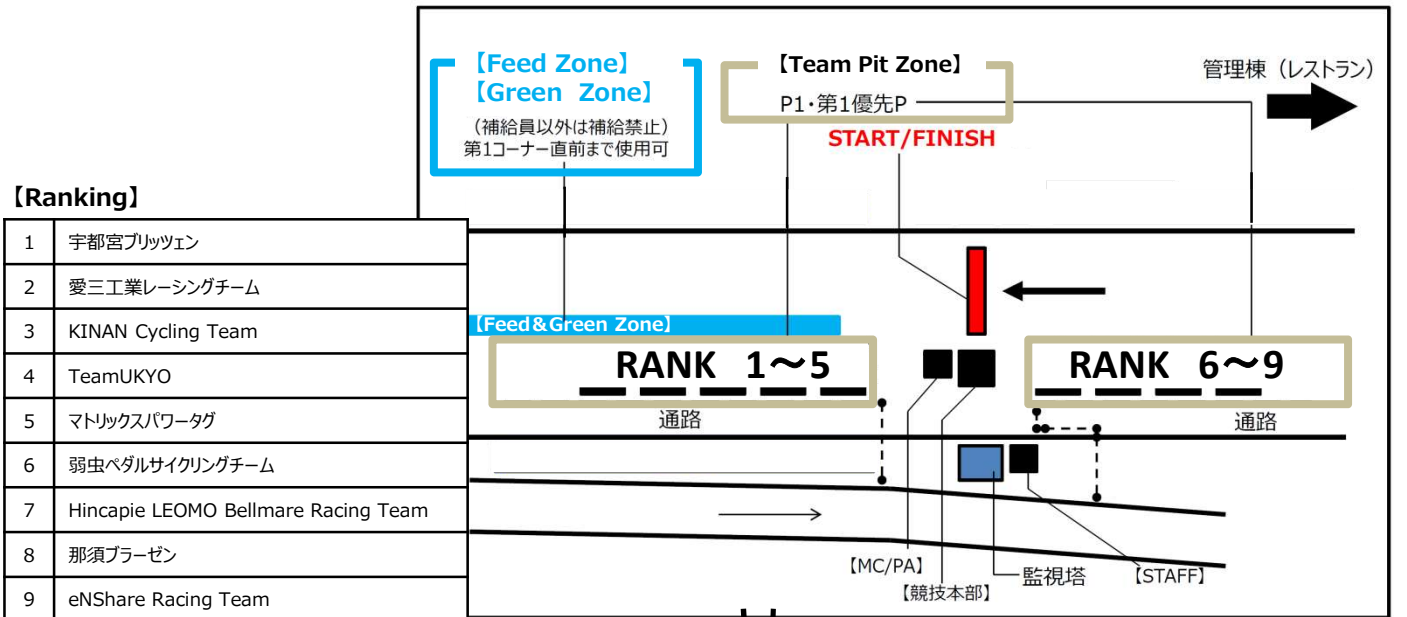 【Feed Zone】
【Green Zone】
（補給員以外は補給禁止）
第1コーナー直前まで使用可
【Team Pit Zone】
P1・第1優先P
START/FINISH
管理棟（レストラン）
【Ranking】
1 宇都宮ブリッツェン
2 愛三工業レーシングチーム
3 KINAN Cycling Team
4 TeamUKYO
5 マトリックスパワータグ
6 弱虫ペダルサイクリングチーム
7 Hincapie LEOMO Bellmare Racing Team
8 那須ブラーゼン
9 eNShare Racing Team
【Feed&Green Zone】
RANK 1～5
RANK 6～9
通路
通路
【MC/PA】
【競技本部】
監視塔
【STAFF】